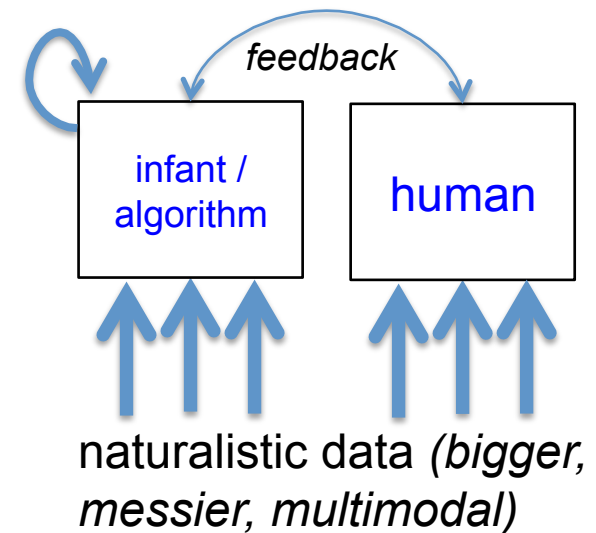 feedback
infant /
algorithm
human
naturalistic data (bigger,
messier, multimodal)